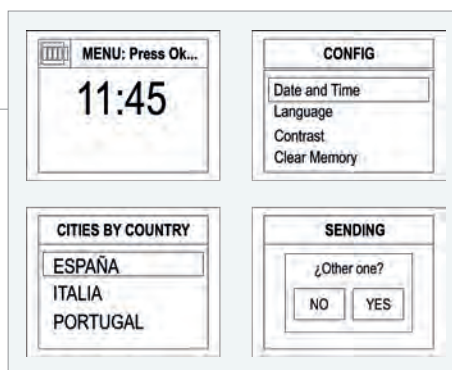 MENU: Press Ok...
11:45
CONFIG
Date and Time
Language
Contrast
Clear Memory
CITIES BY COUNTRY
ESPAÑA
ITALIA
PORTUGAL
SENDING
¿Other one?
NO YES